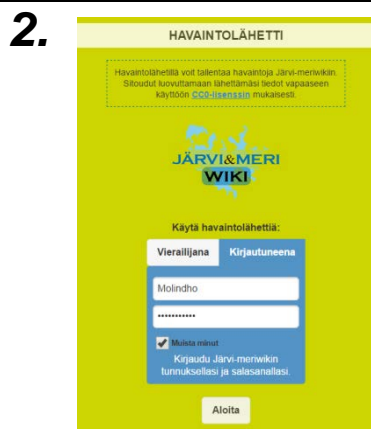 2.
HAVAINTOLÄHETTI
Havaintolähetillä voit tallentaa havaintoja Järvi-meriwikiin.
Sitoudut luovuttamaan lähettämäsi tiedot vapaaseen
käyttöön CC0-lisenssin mukaisesti.
JÄRVI&MERI
WIKI
Käytä havaintolähettiä:
Vierailijana Kirjautuneena
Molindho
•••••••••••
Muista minut
Kirjaudu Järvi-meriwikin
tunnuksellasi ja salasanallasi.
Aloita